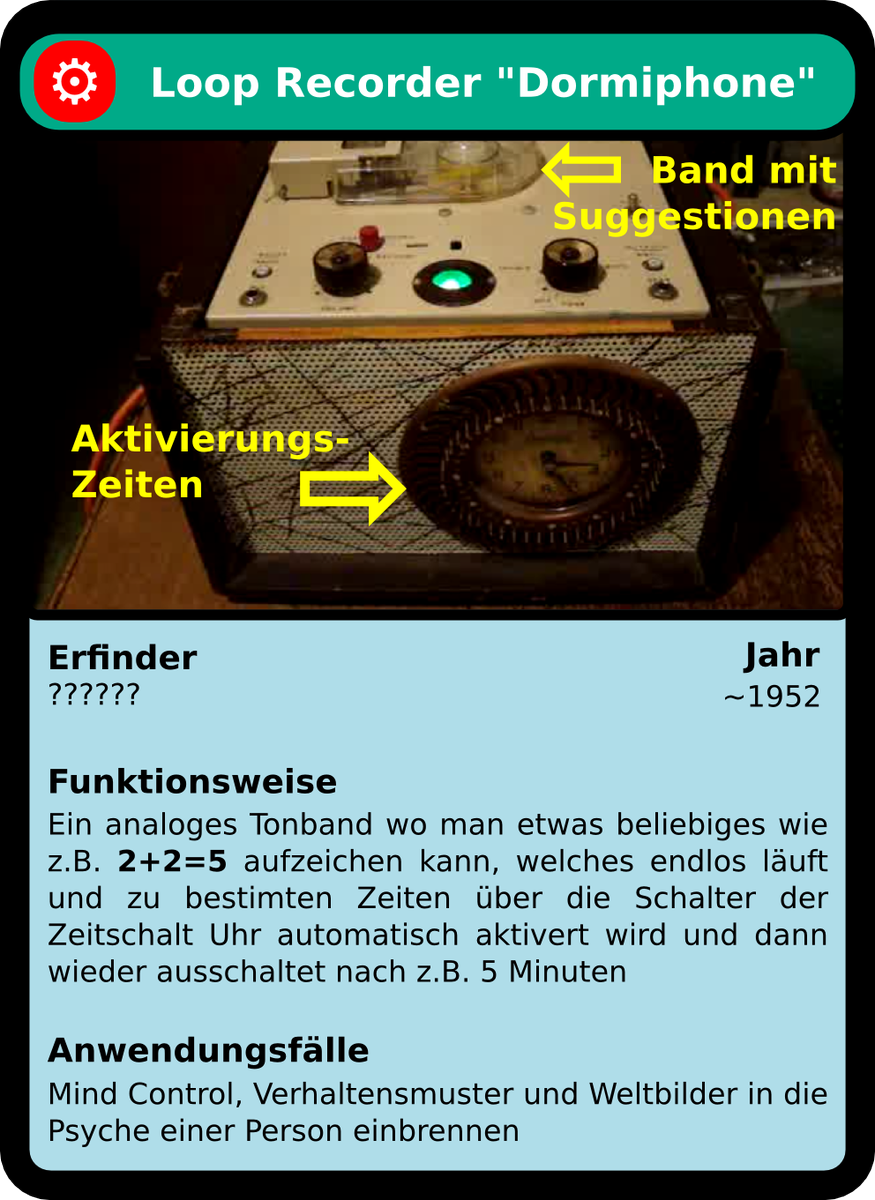 Loop Recorder "Dormiphone"
Band mit
Suggestionen
Aktivierungs-
Zeiten
Erfinder
??????
Jahr
~1952
Funktionsweise
Ein analoges Tonband wo man etwas beliebiges wie
z.B. 2+2=5 aufzeichen kann, welches endlos läuft
und zu bestimten Zeiten über die Schalter der
Zeitschalt Uhr automatisch aktivert wird und dann
wieder ausschaltet nach z.B. 5 Minuten
Anwendungsfälle
Mind Control, Verhaltensmuster und Weltbilder in die
Psyche einer Person einbrennen